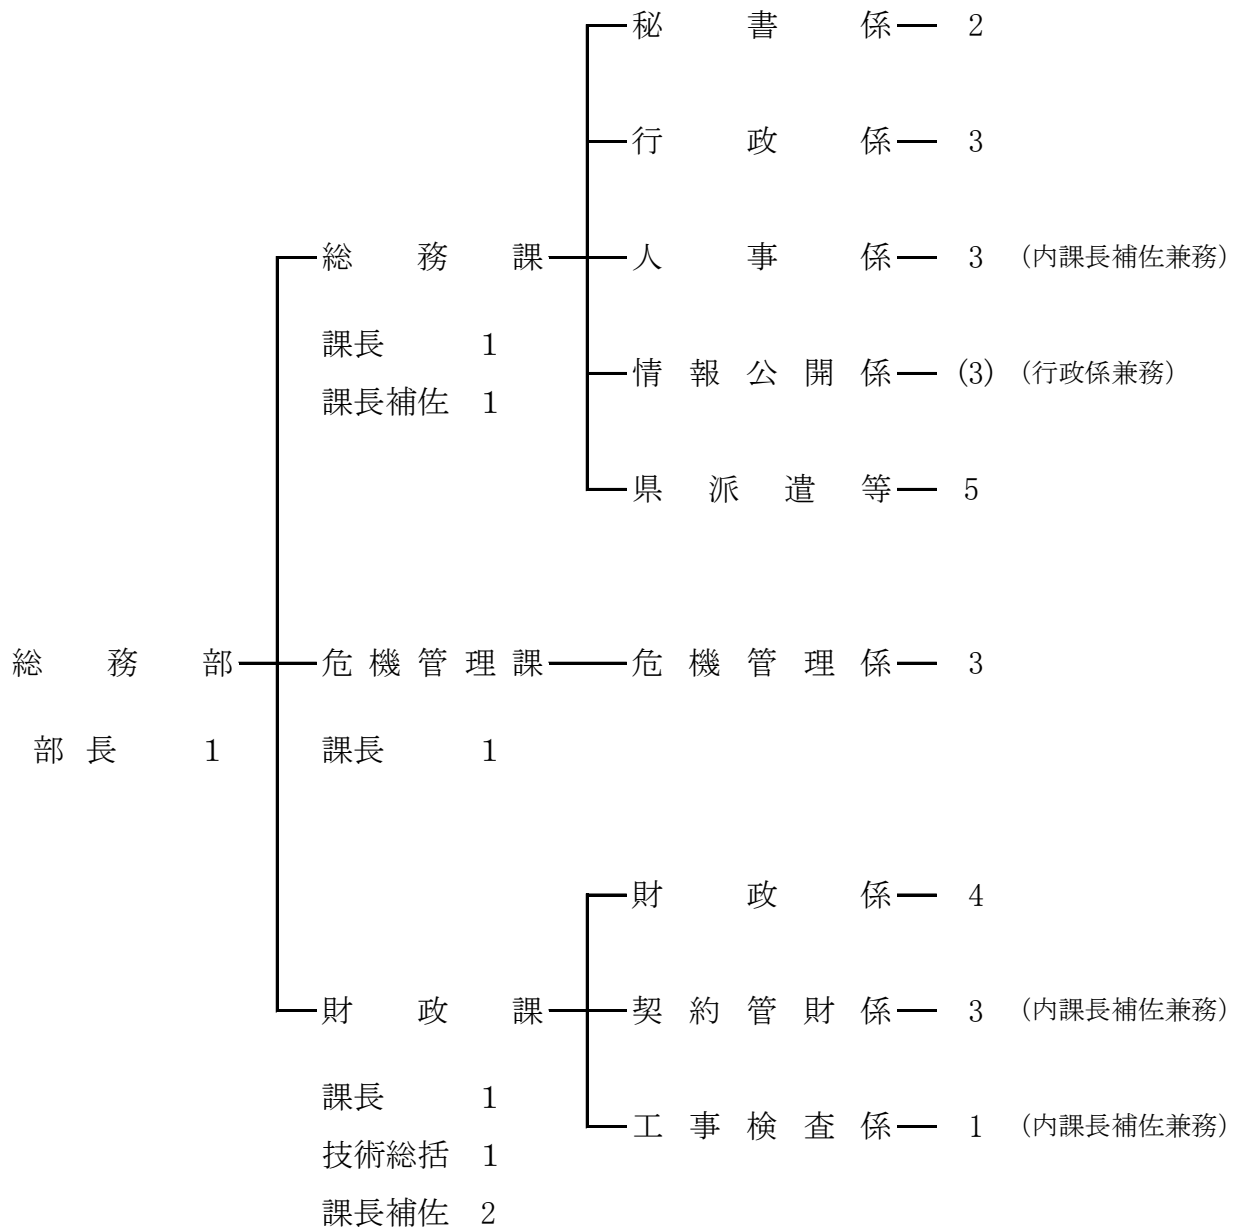 秘書係 2
行政係 3
総務課 人事係 3 (内課長補佐兼務)
課長 1
情報公開係 (3) (行政係兼務)
課長補佐 1
県派遣等 5
総務部 危機管理課 危機管理係 3
部長 1 課長 1
財政係 4
財政課 契約管財係 3 (内課長補佐兼務)
課長 1
工事検査係 1 (内課長補佐兼務)
技術総括 1
課長補佐 2